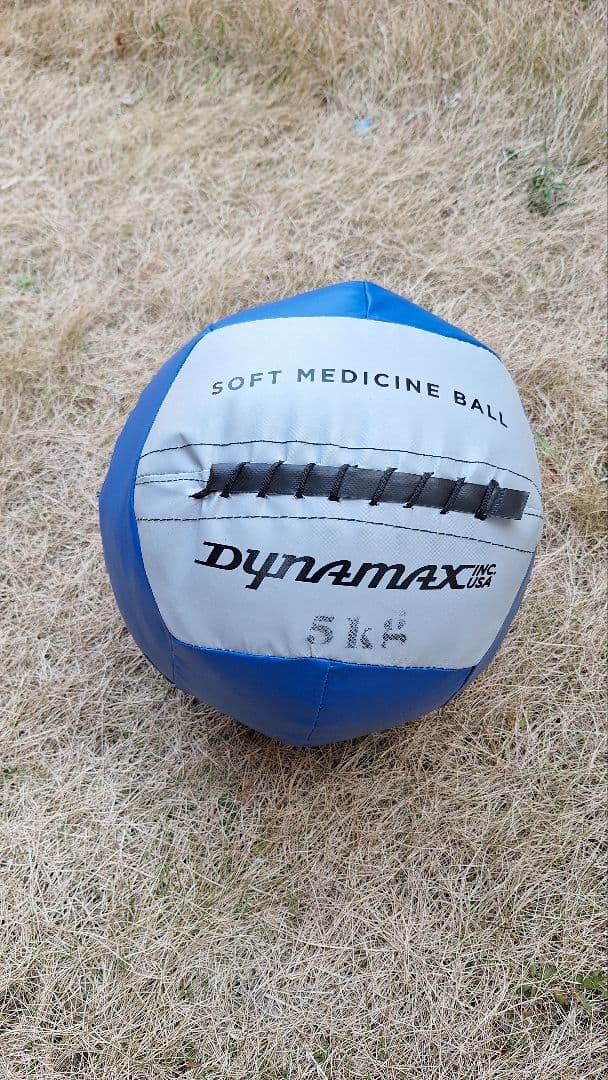 SOFT MEDICINE BALL
DYNAMAX INC. USA
5kg